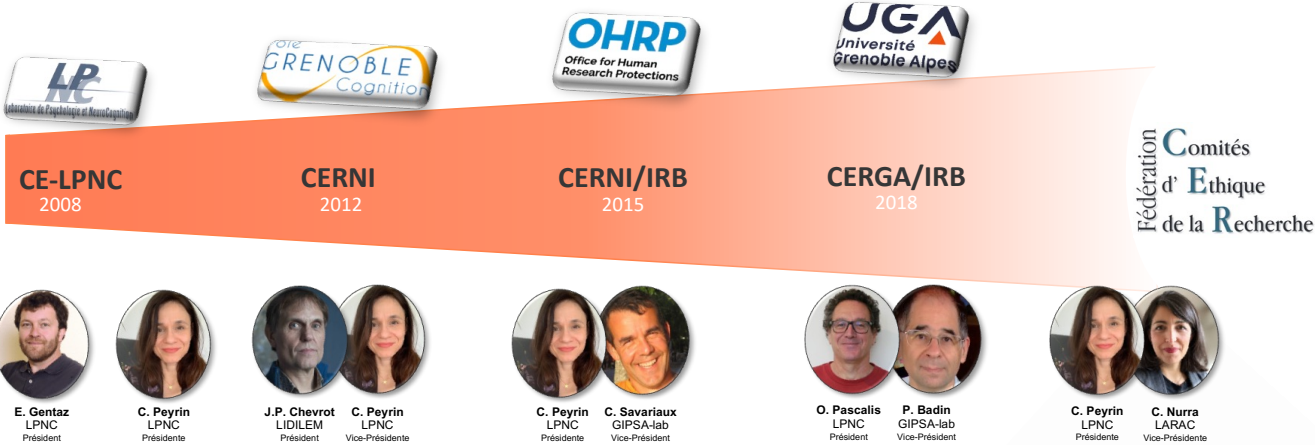 LP
NC
Laboratoire de Psychologie et NeuroCognition
Pôle
GRENOBLE
Cognition
OHRP
Office for Human
Research Protections
UGA
Université
Grenoble Alpes
CE-LPNC
2008
CERNI
2012
CERNI/IRB
2015
CERGA/IRB
2018
Fédération
Comités
d' Ethique
de la Recherche
E. Gentaz
LPNC
Président
C. Peyrin
LPNC
Présidente
J.P. Chevrot
LIDILEM
Président
C. Peyrin
LPNC
Vice-Présidente
C. Peyrin
LPNC
Présidente
C. Savariaux
GIPSA-lab
Vice-Président
O. Pascalis
LPNC
Président
P. Badin
GIPSA-lab
Vice-Président
C. Peyrin
LPNC
Présidente
C. Nurra
LARAC
Vice-Présidente